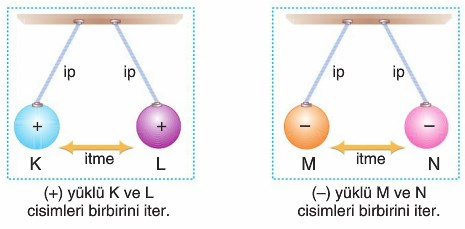 ip ip
+ +
K itme L
(+) yüklü K ve L
cisimleri birbirini iter.
ip ip
– –
M itme N
(–) yüklü M ve N
cisimleri birbirini iter.